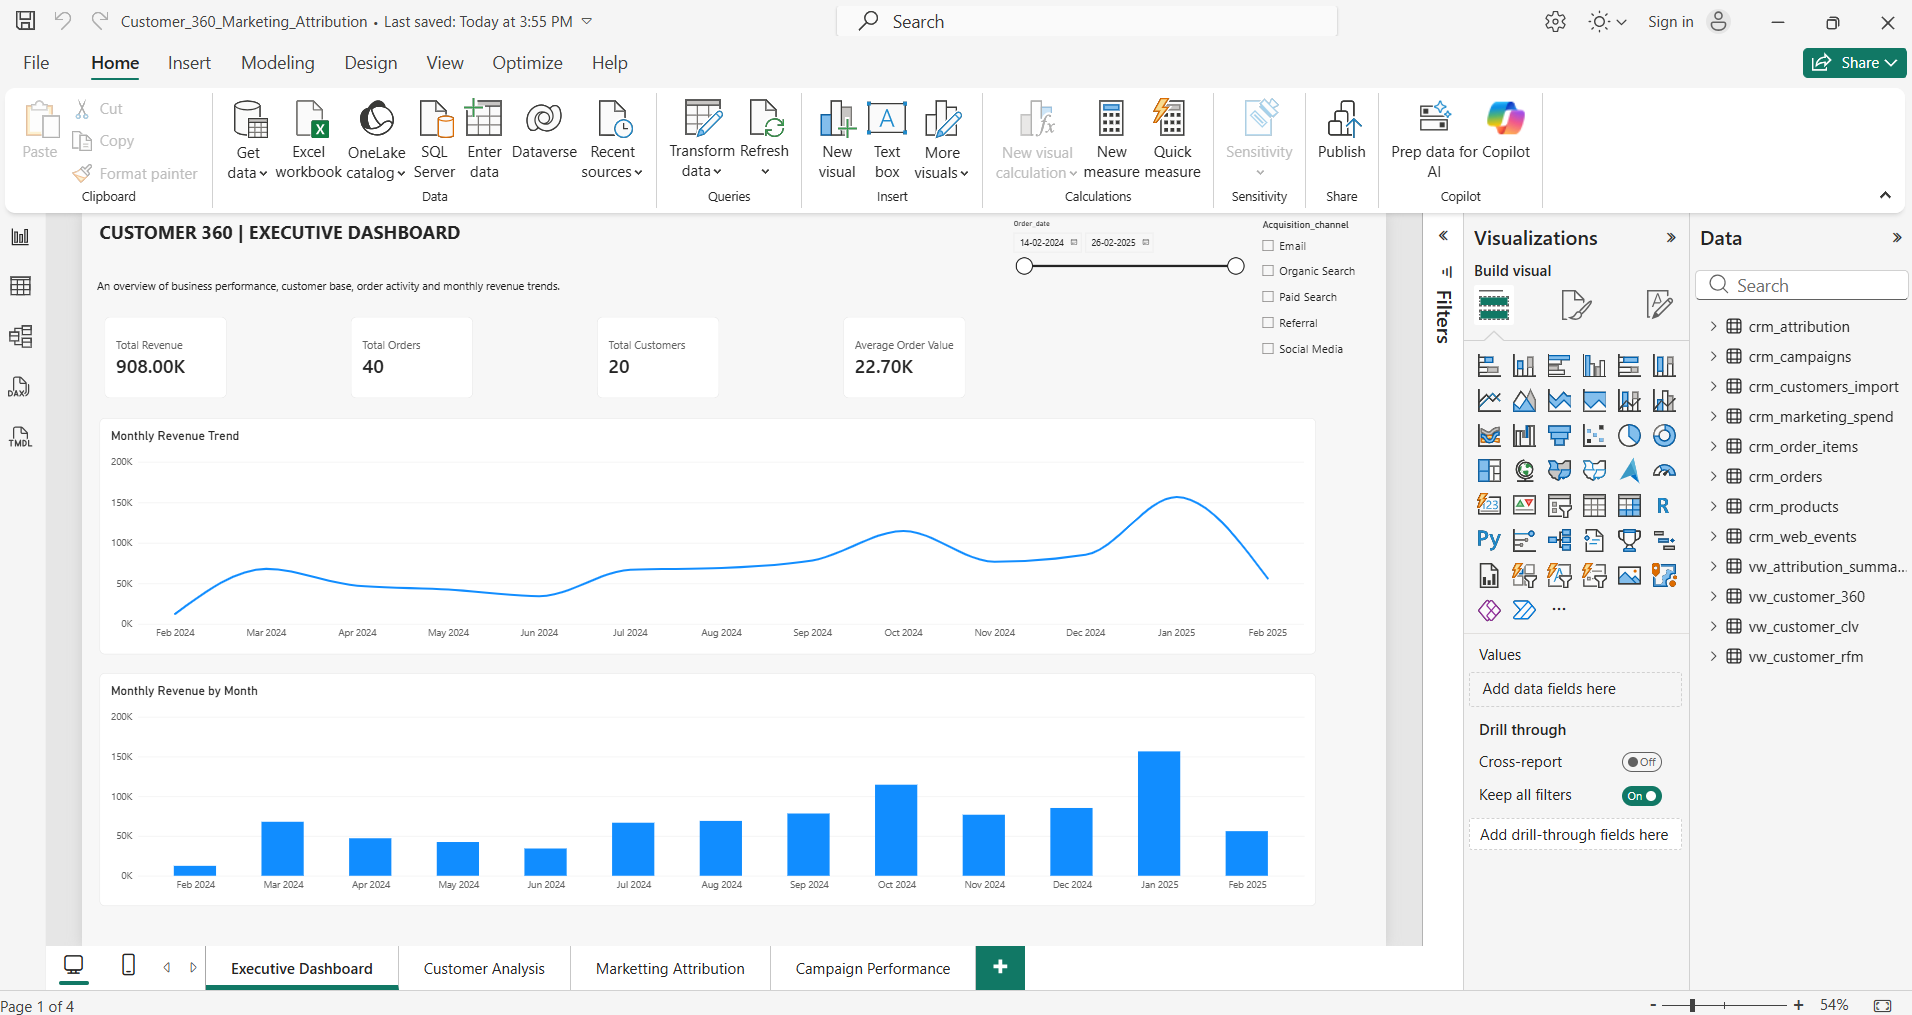 Customer_360_Marketing_Attribution • Last saved: Today at 3:55 PM
Search
Sign in
File
Home
Insert
Modeling
Design
View
Optimize
Help
Share
Paste
Cut
Copy
Format painter
Clipboard
Get data
Excel workbook
OneLake catalog
SQL Server
Enter data
Dataverse
Recent sources
Data
Transform data
Refresh
Queries
New visual
Text box
More visuals
Insert
New visual calculation
New measure
Quick measure
Calculations
Sensitivity
Sensitivity
Publish
Share
Prep data for AI
Copilot
Copilot
DAX
TMDL
CUSTOMER 360 | EXECUTIVE DASHBOARD
An overview of business performance, customer base, order activity and monthly revenue trends.
Order_date
14-02-2024
26-02-2025
Acquisition_channel
Email
Organic Search
Paid Search
Referral
Social Media
Total Revenue
908.00K
Total Orders
40
Total Customers
20
Average Order Value
22.70K
Monthly Revenue Trend
200K
150K
100K
50K
0K
Feb 2024
Mar 2024
Apr 2024
May 2024
Jun 2024
Jul 2024
Aug 2024
Sep 2024
Oct 2024
Nov 2024
Dec 2024
Jan 2025
Feb 2025
Monthly Revenue by Month
200K
150K
100K
50K
0K
Feb 2024
Mar 2024
Apr 2024
May 2024
Jun 2024
Jul 2024
Aug 2024
Sep 2024
Oct 2024
Nov 2024
Dec 2024
Jan 2025
Feb 2025
Filters
Visualizations
Build visual
123
R
Py
Values
Add data fields here
Drill through
Cross-report
Off
Keep all filters
On
Add drill-through fields here
Data
Search
crm_attribution
crm_campaigns
crm_customers_import
crm_marketing_spend
crm_order_items
crm_orders
crm_products
crm_web_events
vw_attribution_summa...
vw_customer_360
vw_customer_clv
vw_customer_rfm
Executive Dashboard
Customer Analysis
Marketting Attribution
Campaign Performance
Page 1 of 4
54%